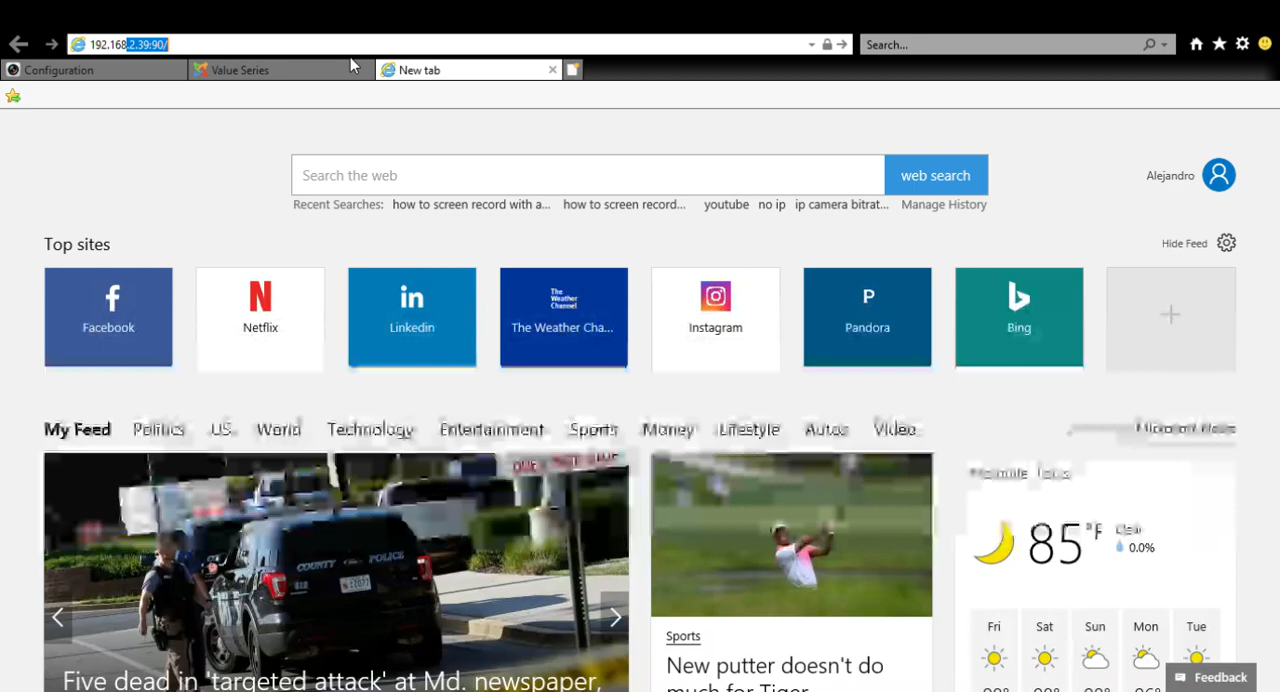 192.168.2.39:90/
Search...
Configuration
Value Series
New tab
Search the web
web search
Alejandro
Recent Searches: how to screen record with a... how to screen record... youtube no ip ip camera bitrat... Manage History
Top sites
Hide Feed
Facebook
Netflix
Linkedin
The Weather Channel
The Weather Cha...
Instagram
P
Pandora
Bing
My Feed Politics US World Technology Entertainment Sports Money Lifestyle Autos Video
Microsoft News
COUNTY POLICE
85 °F
0.0%
Fri Sat Sun Mon Tue
Sports
New putter doesn't do
much for Tiger
Five dead in 'targeted attack' at Md. newspaper,
Feedback